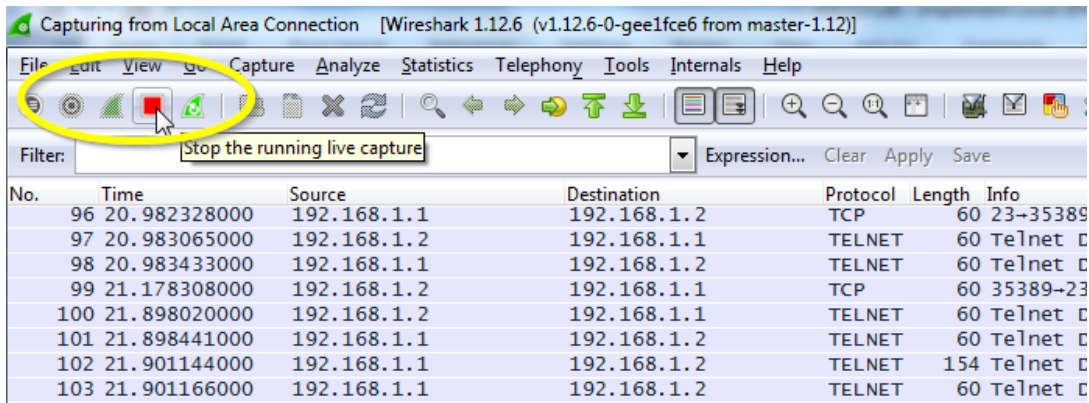 Capturing from Local Area Connection [Wireshark 1.12.6 (v1.12.6-0-gee1fce6 from master-1.12)]
File Edit View Go Capture Analyze Statistics Telephony Tools Internals Help
Stop the running live capture
Filter: Expression... Clear Apply Save
No. Time Source Destination Protocol Length Info
96 20.982328000 192.168.1.1 192.168.1.2 TCP 60 23→35389
97 20.983065000 192.168.1.2 192.168.1.1 TELNET 60 Telnet D
98 20.983433000 192.168.1.1 192.168.1.2 TELNET 60 Telnet D
99 21.178308000 192.168.1.2 192.168.1.1 TCP 60 35389→23
100 21.898020000 192.168.1.2 192.168.1.1 TELNET 60 Telnet D
101 21.898441000 192.168.1.1 192.168.1.2 TELNET 60 Telnet D
102 21.901144000 192.168.1.1 192.168.1.2 TELNET 154 Telnet D
103 21.901166000 192.168.1.1 192.168.1.2 TELNET 60 Telnet D